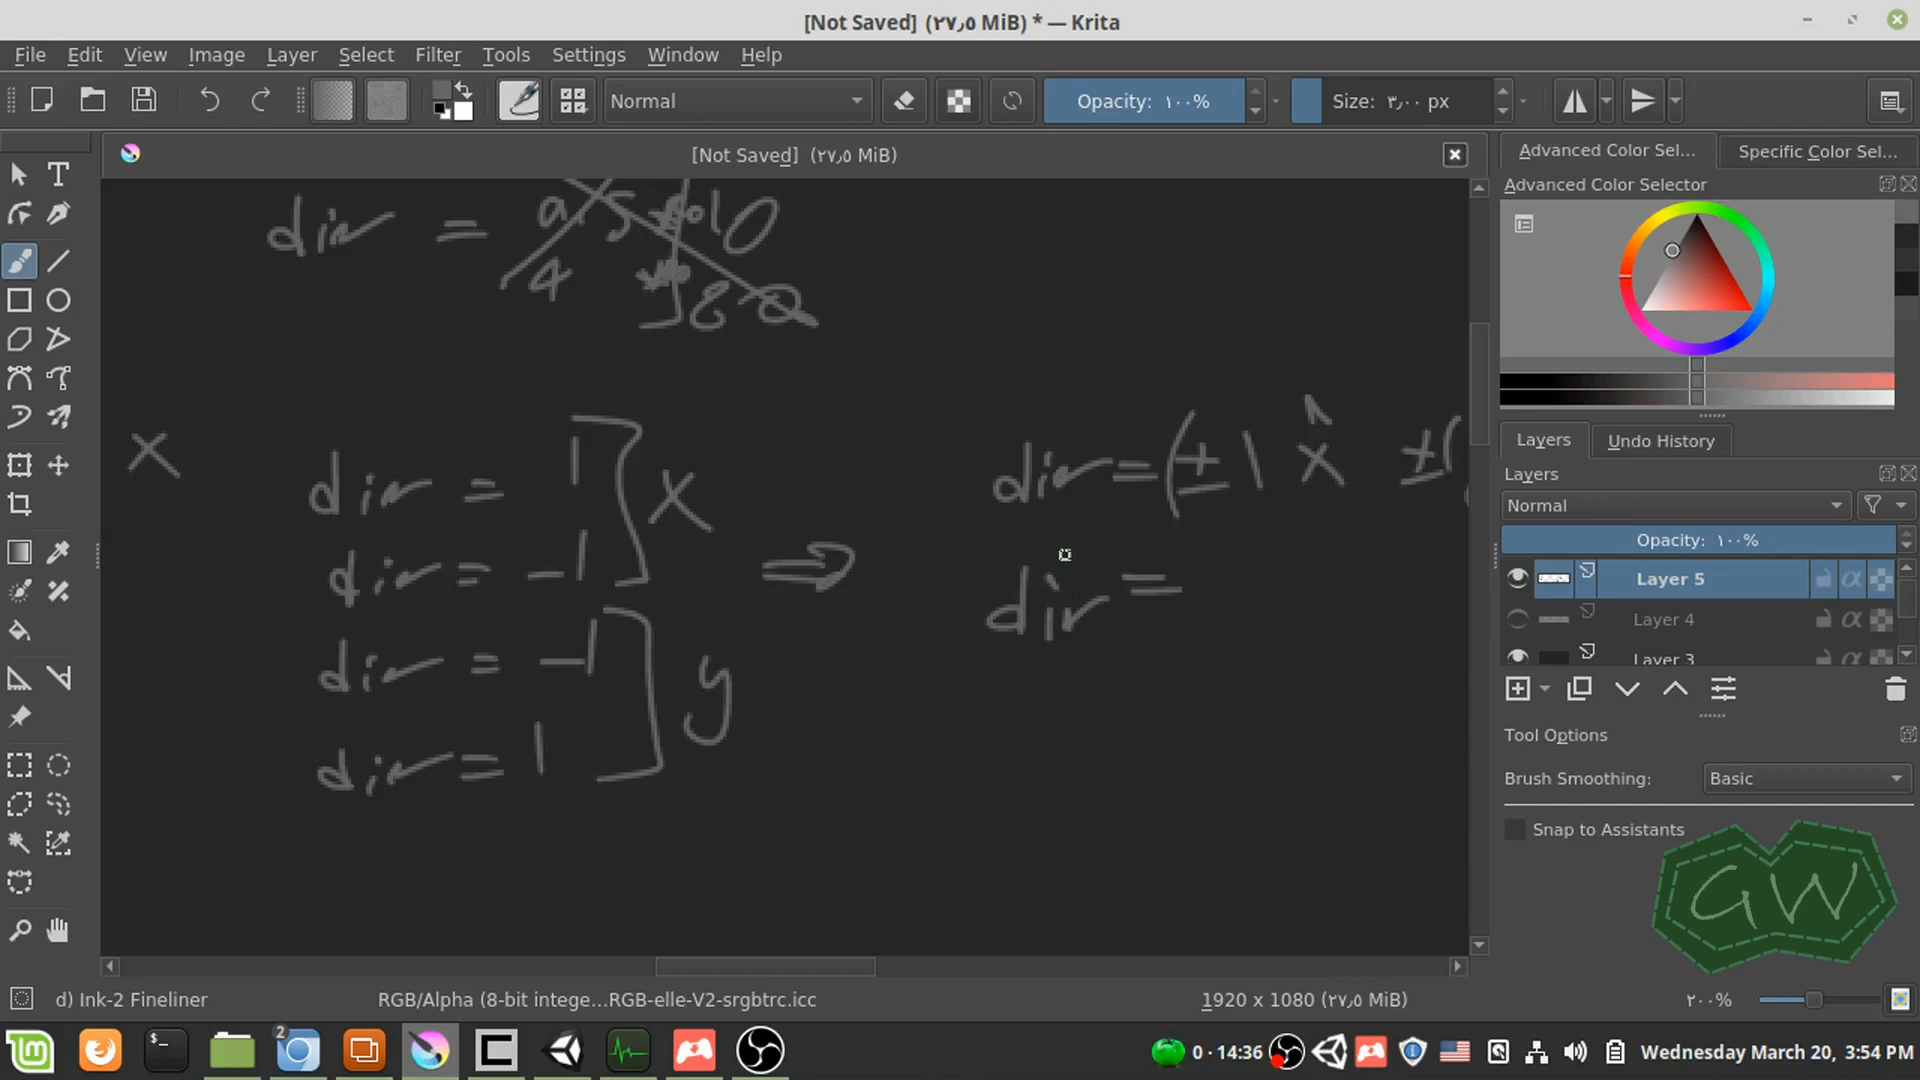 [Not Saved] (۲۷٫۵ MiB) * — Krita
File Edit View Image Layer Select Filter Tools Settings Window Help
Normal
Opacity: ۱۰۰%
Size: ۳٫۰۰ px
[Not Saved] (۲۷٫۵ MiB)
Advanced Color Sel...
Specific Color Sel...
Advanced Color Selector
dir =
x
dir = 1
dir = -1
x
dir = -1
dir = 1
y
⇒
dir = (±1 x̂ ±
dir =
Layers
Undo History
Layers
Normal
Opacity: ۱۰۰%
Layer 5
Layer 4
Layer 3
Tool Options
Brush Smoothing: Basic
Snap to Assistants
GW
d) Ink-2 Fineliner
RGB/Alpha (8-bit intege...RGB-elle-V2-srgbtrc.icc
1920 x 1080 (۲۷٫۵ MiB)
۲۰۰%
2
0 · 14:36
Wednesday March 20, 3:54 PM